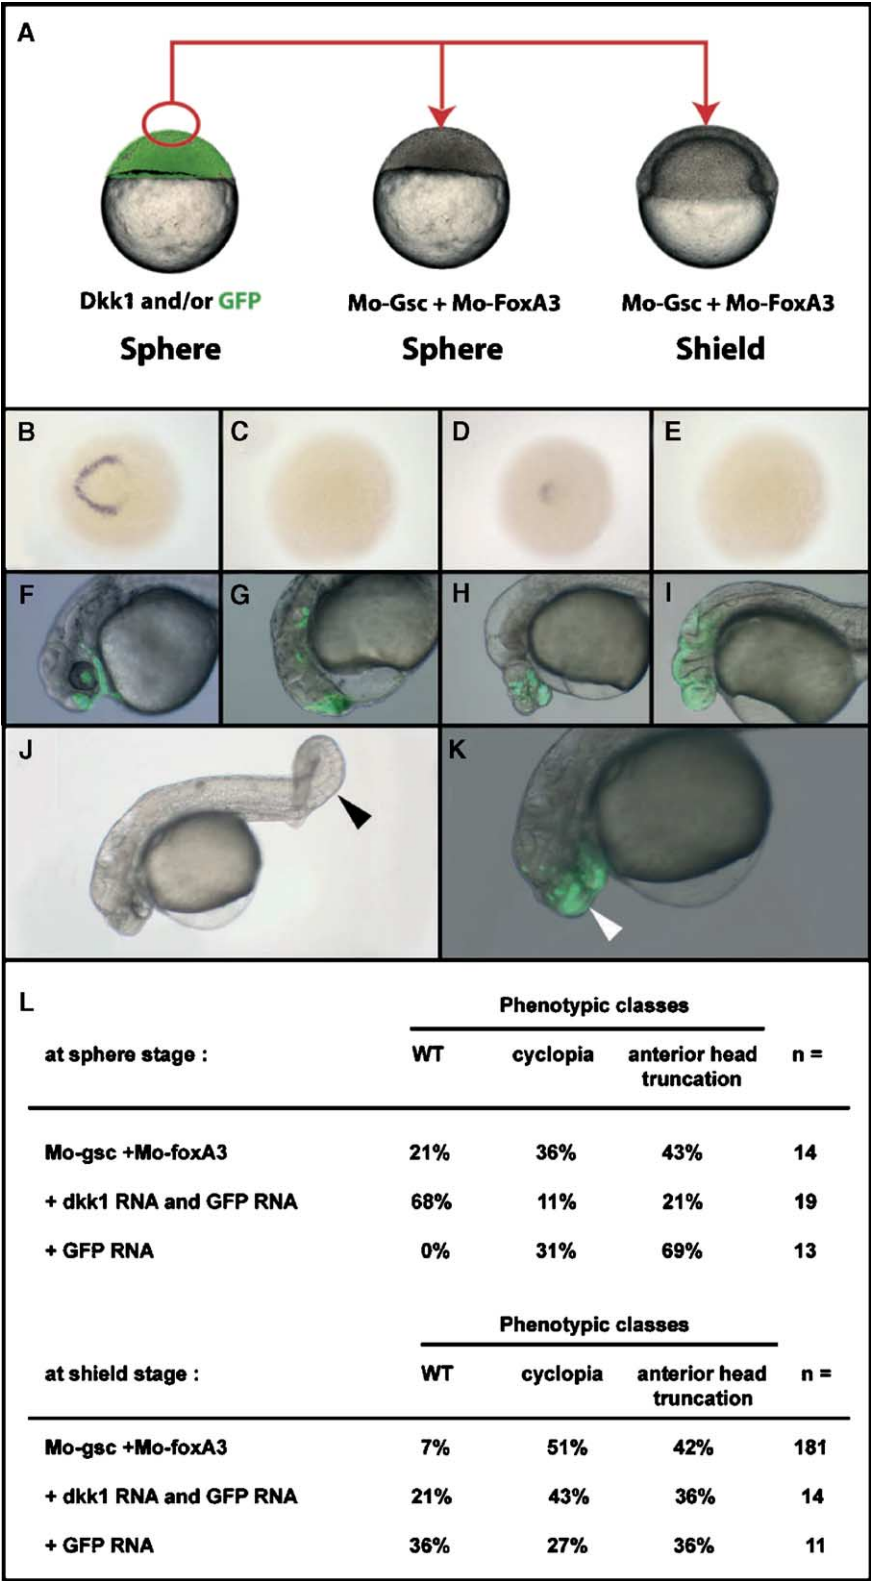 A
Dkk1 and/or GFP
Mo-Gsc + Mo-FoxA3
Mo-Gsc + Mo-FoxA3
Sphere
Sphere
Shield
B
C
D
E
F
G
H
I
J
K
L
Phenotypic classes
at sphere stage : WT cyclopia anterior head n =
truncation
Mo-gsc +Mo-foxA3 21% 36% 43% 14
+ dkk1 RNA and GFP RNA 68% 11% 21% 19
+ GFP RNA 0% 31% 69% 13
Phenotypic classes
at shield stage : WT cyclopia anterior head n =
truncation
Mo-gsc +Mo-foxA3 7% 51% 42% 181
+ dkk1 RNA and GFP RNA 21% 43% 36% 14
+ GFP RNA 36% 27% 36% 11